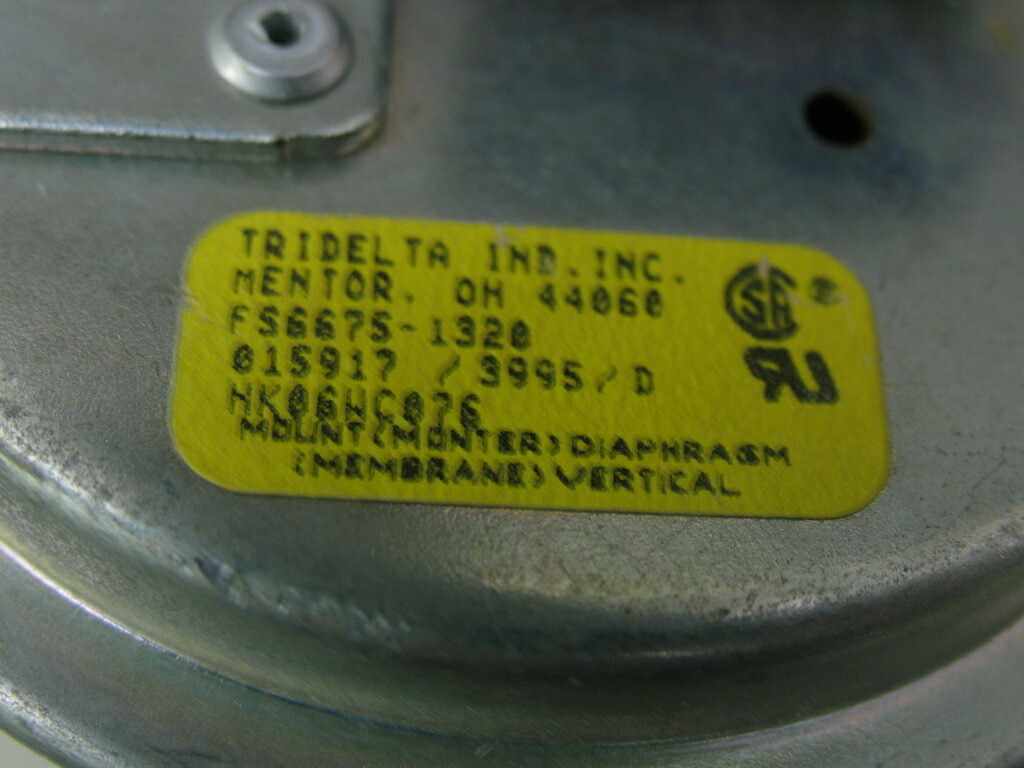 TRIDELTA IND. INC.
MENTOR, OH 44060
FS6675-1320
015917 / 3995 / D
HK06WC076
MOUNT (MONTER) DIAPHRAGM
(MEMBRANE) VERTICAL